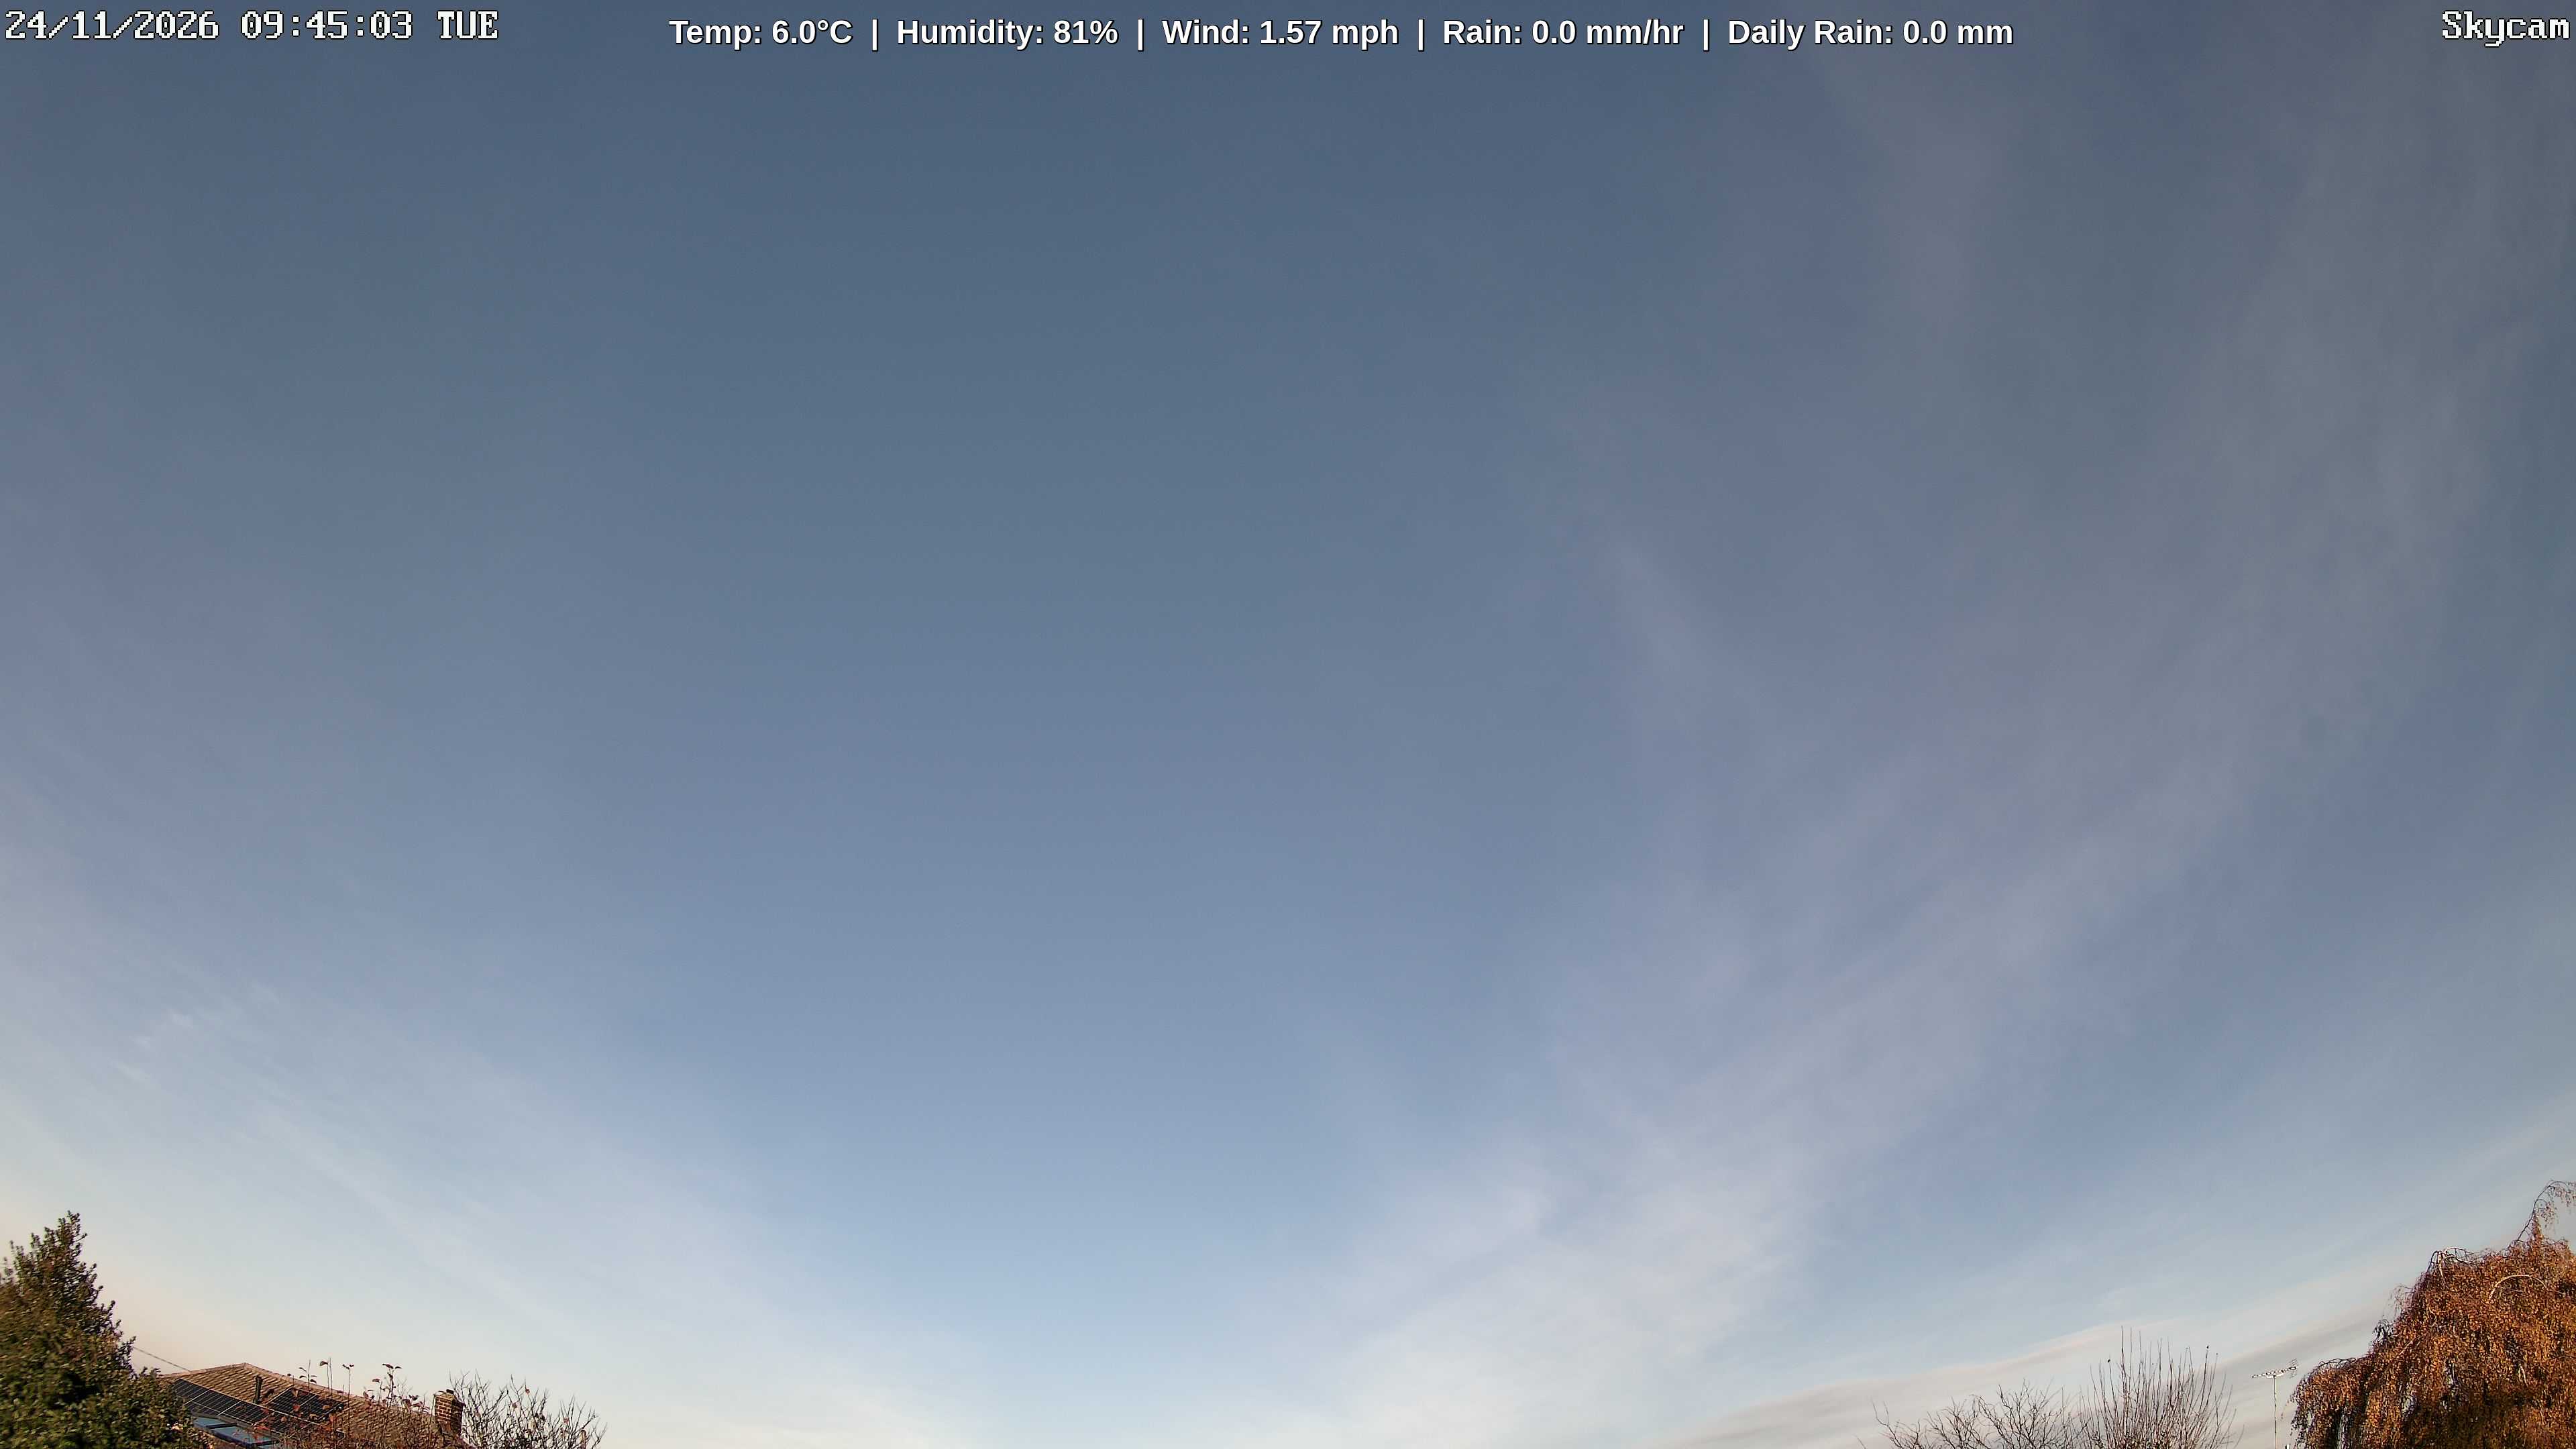 24/11/2026 09:45:03 TUE
Temp: 6.0°C | Humidity: 81% | Wind: 1.57 mph | Rain: 0.0 mm/hr | Daily Rain: 0.0 mm
Skycam